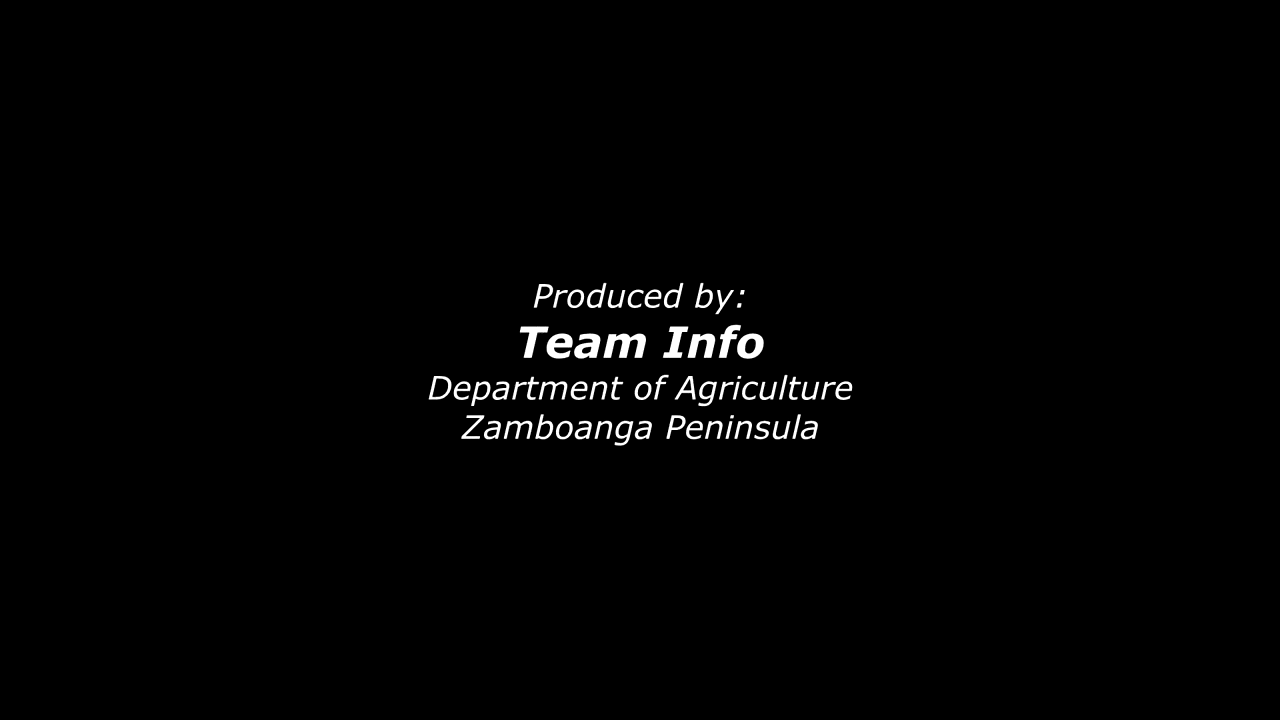 Produced by:
Team Info
Department of Agriculture
Zamboanga Peninsula